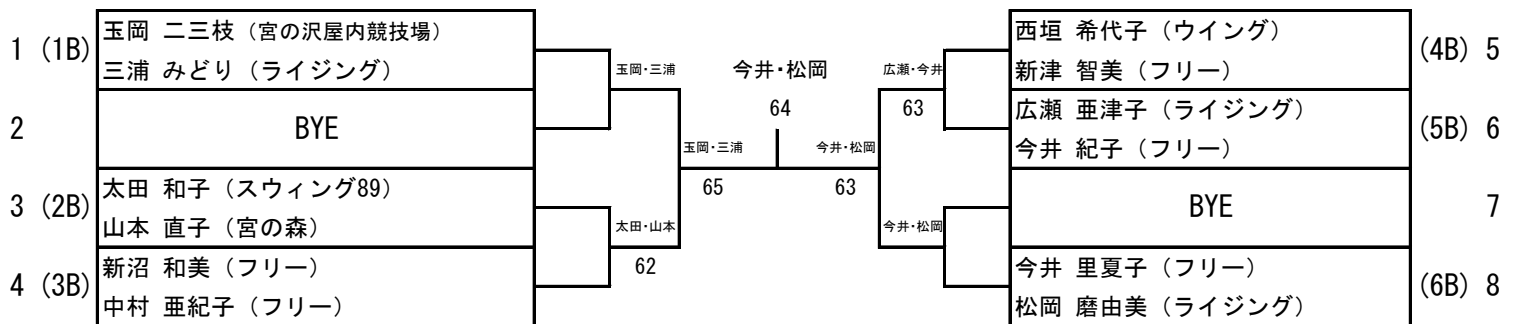 1 (1B) 玉岡 二三枝 (宮の沢屋内競技場)
三浦 みどり (ライジング)
2 BYE
3 (2B) 太田 和子 (スウィング89)
山本 直子 (宮の森)
4 (3B) 新沼 和美 (フリー)
中村 亜紀子 (フリー)
玉岡・三浦
太田・山本
62
玉岡・三浦
65
今井・松岡
64
今井・松岡
63
広瀬・今井
63
今井・松岡
西垣 希代子 (ウイング) (4B) 5
新津 智美 (フリー)
広瀬 亜津子 (ライジング) (5B) 6
今井 紀子 (フリー)
BYE 7
今井 里夏子 (フリー) (6B) 8
松岡 磨由美 (ライジング)